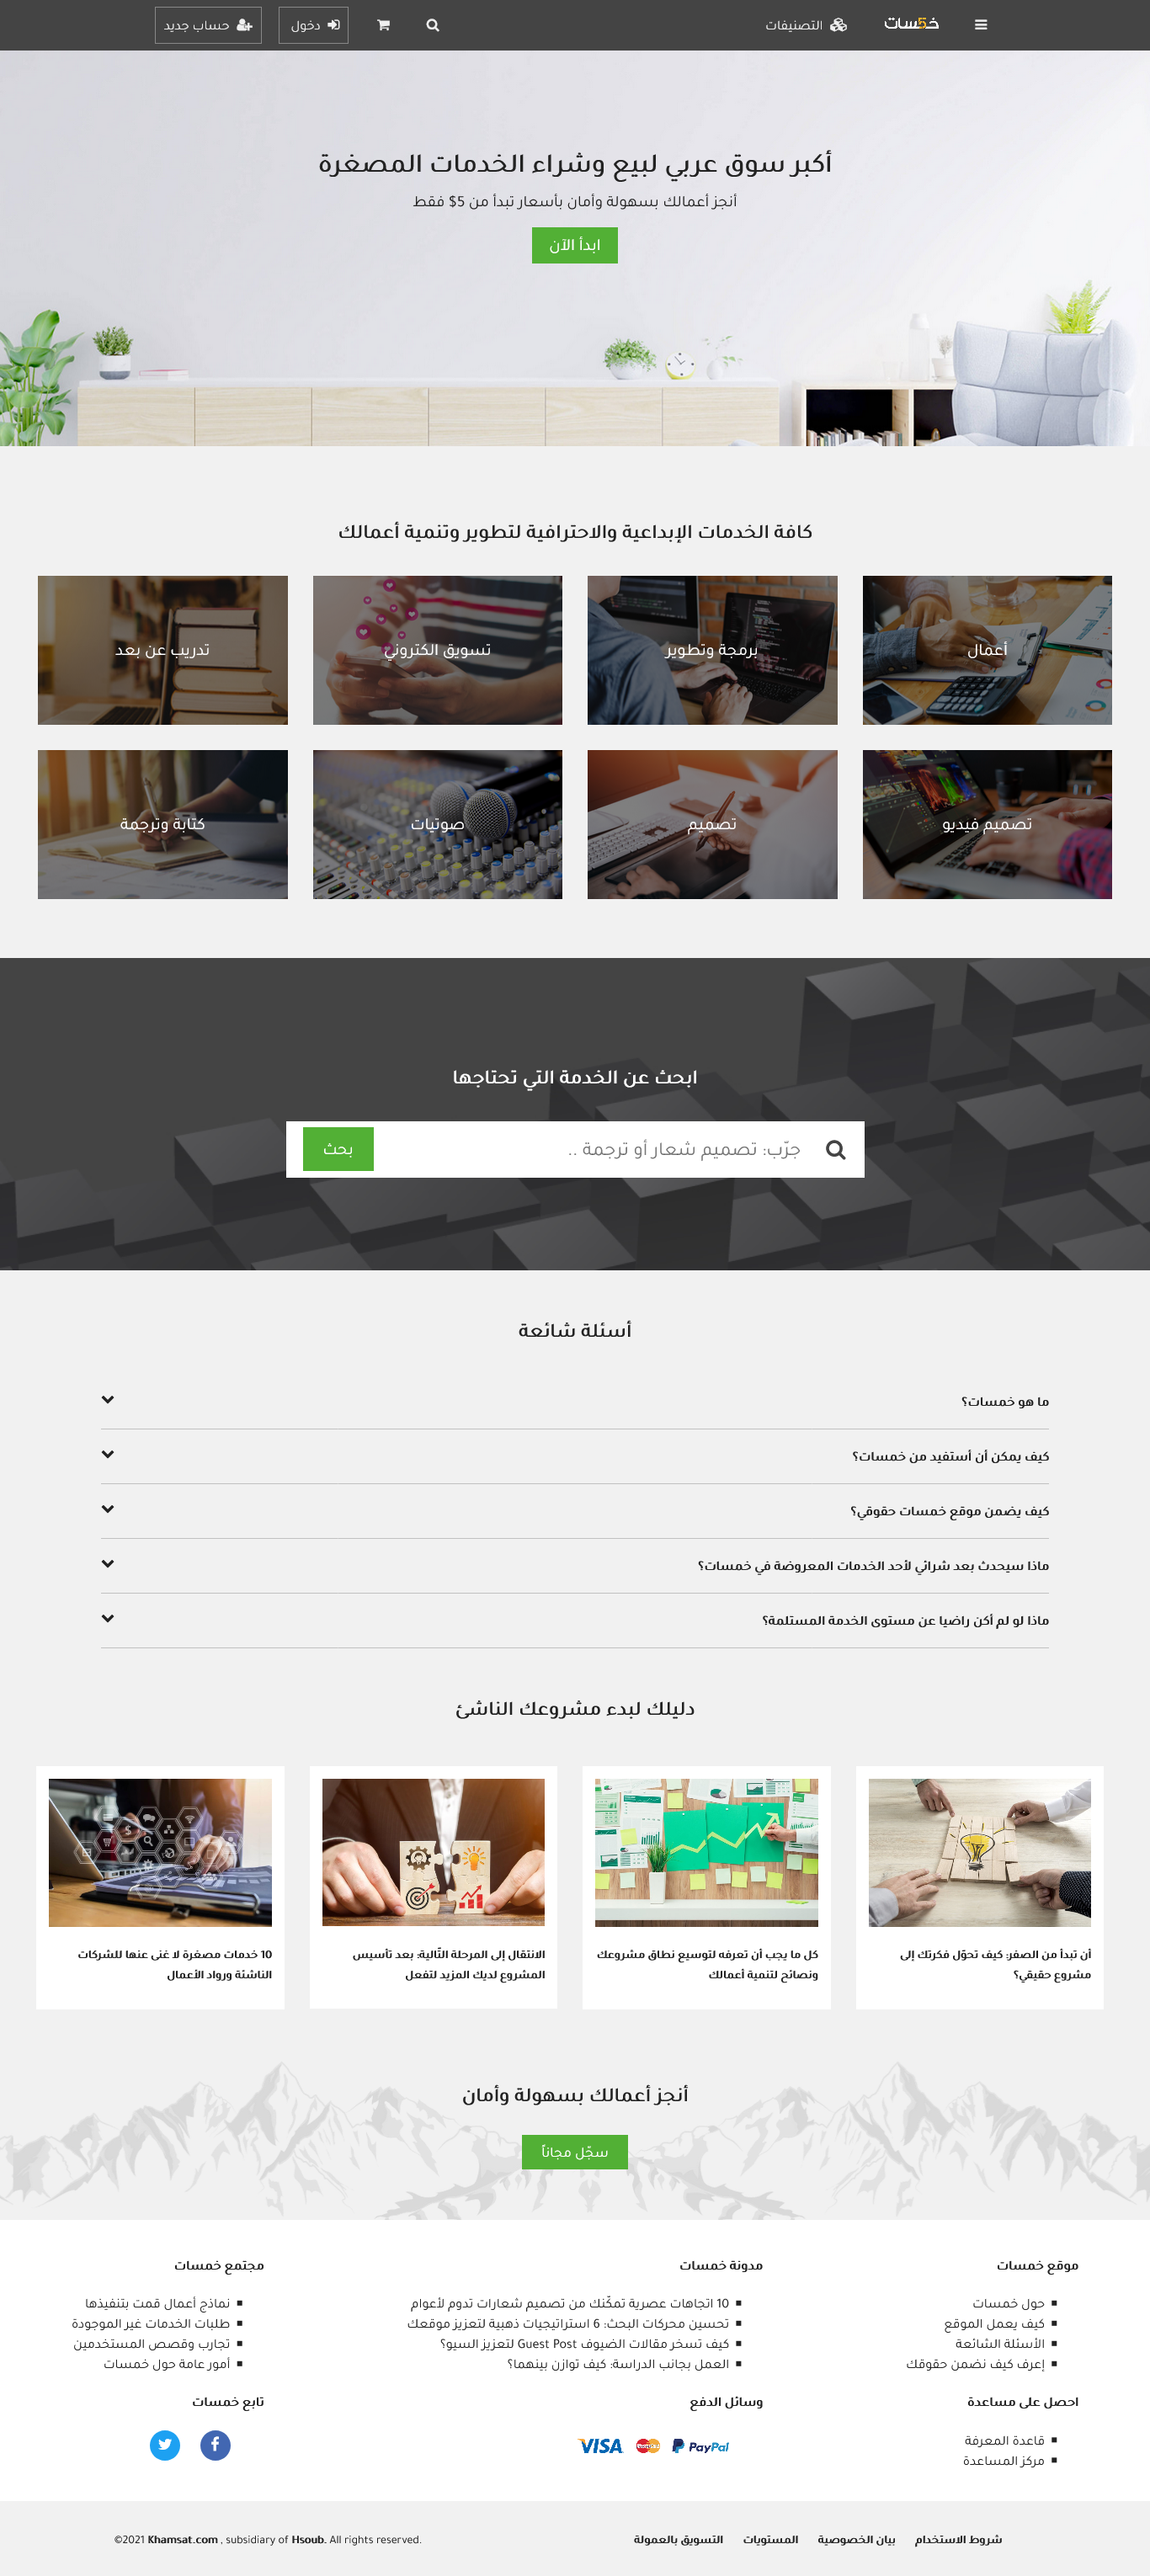 خمسات
التصنيفات
دخول
حساب جديد
أكبر سوق عربي لبيع وشراء الخدمات المصغرة
أنجز أعمالك بسهولة وأمان بأسعار تبدأ من 5$ فقط
ابدأ الآن
كافة الخدمات الإبداعية والاحترافية لتطوير وتنمية أعمالك
أعمال
برمجة وتطوير
تسويق الكتروني
تدريب عن بعد
تصميم فيديو
تصميم
صوتيات
كتابة وترجمة
ابحث عن الخدمة التي تحتاجها
جرّب: تصميم شعار أو ترجمة ..
بحث
أسئلة شائعة
ما هو خمسات؟
كيف يمكن أن أستفيد من خمسات؟
كيف يضمن موقع خمسات حقوقي؟
ماذا سيحدث بعد شرائي لأحد الخدمات المعروضة في خمسات؟
ماذا لو لم أكن راضيا عن مستوى الخدمة المستلمة؟
دليلك لبدء مشروعك الناشئ
أن تبدأ من الصفر: كيف تحوّل فكرتك إلى
مشروع حقيقي؟
كل ما يجب أن تعرفه لتوسيع نطاق مشروعك
ونصائح لتنمية أعمالك
الانتقال إلى المرحلة التّالية: بعد تأسيس
المشروع لديك المزيد لتفعل
10 خدمات مصغرة لا غنى عنها للشركات
الناشئة ورواد الأعمال
أنجز أعمالك بسهولة وأمان
سجّل مجاناً
موقع خمسات
حول خمسات
كيف يعمل الموقع
الأسئلة الشائعة
إعرف كيف نضمن حقوقك
احصل على مساعدة
قاعدة المعرفة
مركز المساعدة
مدونة خمسات
10 اتجاهات عصرية تمكّنك من تصميم شعارات تدوم لأعوام
تحسين محركات البحث: 6 استراتيجيات ذهبية لتعزيز موقعك
كيف تسخر مقالات الضيوف Guest Post لتعزيز السيو؟
العمل بجانب الدراسة: كيف توازن بينهما؟
وسائل الدفع
PayPal
MasterCard
VISA
مجتمع خمسات
نماذج أعمال قمت بتنفيذها
طلبات الخدمات غير الموجودة
تجارب وقصص المستخدمين
أمور عامة حول خمسات
تابع خمسات
شروط الاستخدام
بيان الخصوصية
المستويات
التسويق بالعمولة
©2021 Khamsat.com , subsidiary of Hsoub. All rights reserved.